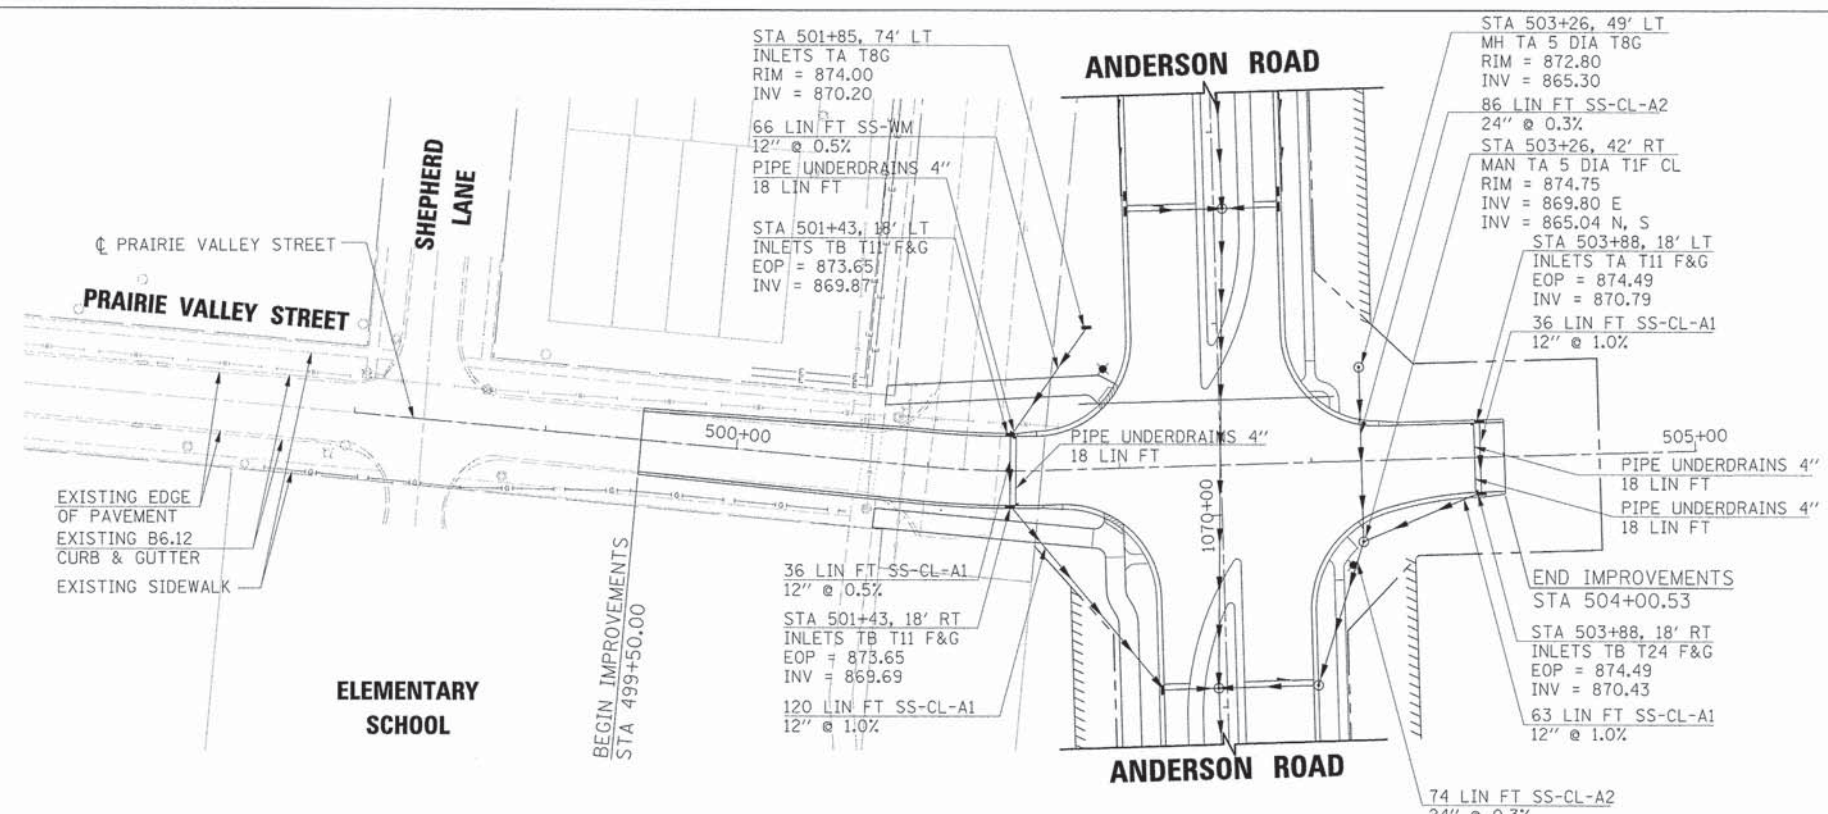 STA 501+85, 74' LT
INLETS TA T8G
RIM = 874.00
INV = 870.20
66 LIN FT SS-WM
12" @ 0.5%
PIPE UNDERDRAINS 4"
18 LIN FT
STA 501+43, 18' LT
INLETS TB T11 F&G
EOP = 873.65
INV = 869.87
ANDERSON ROAD
STA 503+26, 49' LT
MH TA 5 DIA T8G
RIM = 872.80
INV = 865.30
86 LIN FT SS-CL-A2
24" @ 0.3%
STA 503+26, 42' RT
MAN TA 5 DIA T1F CL
RIM = 874.75
INV = 869.80 E
INV = 865.04 N, S
STA 503+88, 18' LT
INLETS TA T11 F&G
EOP = 874.49
INV = 870.79
36 LIN FT SS-CL-A1
12" @ 1.0%
SHEPHERD
LANE
℄ PRAIRIE VALLEY STREET
PRAIRIE VALLEY STREET
500+00
PIPE UNDERDRAINS 4"
18 LIN FT
505+00
PIPE UNDERDRAINS 4"
18 LIN FT
PIPE UNDERDRAINS 4"
18 LIN FT
1070+00
EXISTING EDGE
OF PAVEMENT
EXISTING B6.12
CURB & GUTTER
EXISTING SIDEWALK
BEGIN IMPROVEMENTS
STA 499+50.00
36 LIN FT SS-CL-A1
12" @ 0.5%
STA 501+43, 18' RT
INLETS TB T11 F&G
EOP = 873.65
INV = 869.69
120 LIN FT SS-CL-A1
12" @ 1.0%
END IMPROVEMENTS
STA 504+00.53
STA 503+88, 18' RT
INLETS TB T24 F&G
EOP = 874.49
INV = 870.43
63 LIN FT SS-CL-A1
12" @ 1.0%
ELEMENTARY
SCHOOL
ANDERSON ROAD
74 LIN FT SS-CL-A2
24" @ 0.3%